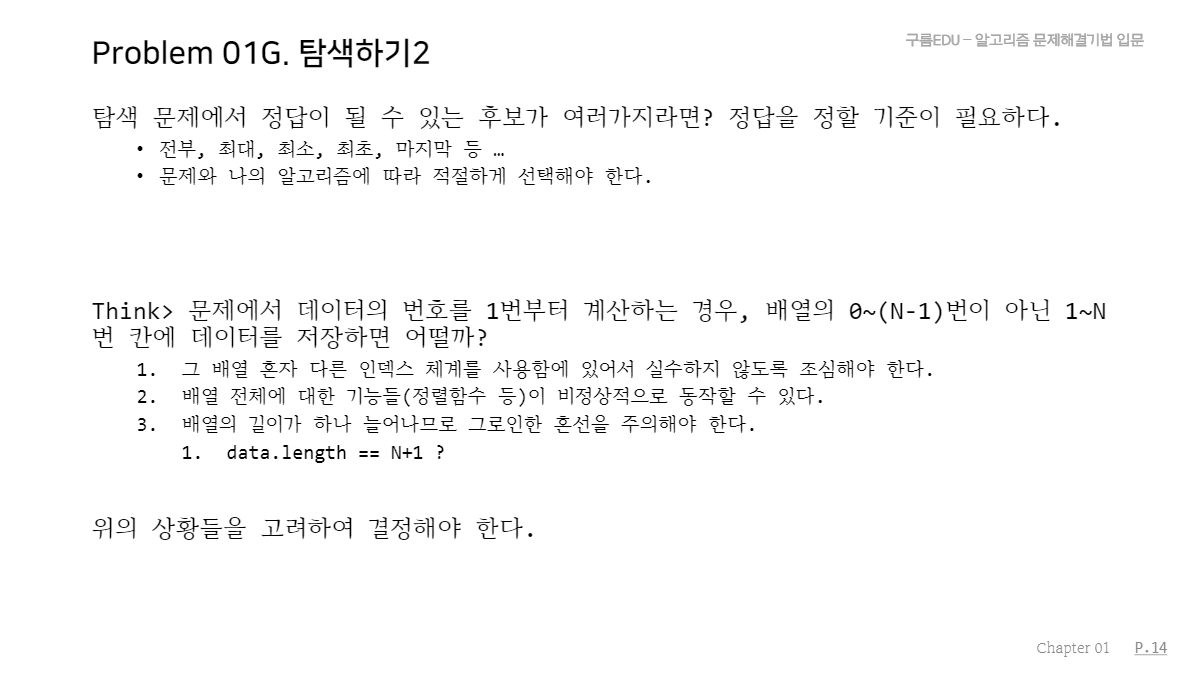 Problem 01G. 탐색하기2
구름EDU – 알고리즘 문제해결기법 입문
탐색 문제에서 정답이 될 수 있는 후보가 여러가지라면? 정답을 정할 기준이 필요하다.
• 전부, 최대, 최소, 최초, 마지막 등 …
• 문제와 나의 알고리즘에 따라 적절하게 선택해야 한다.
Think> 문제에서 데이터의 번호를 1번부터 계산하는 경우, 배열의 0~(N-1)번이 아닌 1~N
번 칸에 데이터를 저장하면 어떨까?
1. 그 배열 혼자 다른 인덱스 체계를 사용함에 있어서 실수하지 않도록 조심해야 한다.
2. 배열 전체에 대한 기능들(정렬함수 등)이 비정상적으로 동작할 수 있다.
3. 배열의 길이가 하나 늘어나므로 그로인한 혼선을 주의해야 한다.
1. data.length == N+1 ?
위의 상황들을 고려하여 결정해야 한다.
Chapter 01 P.14